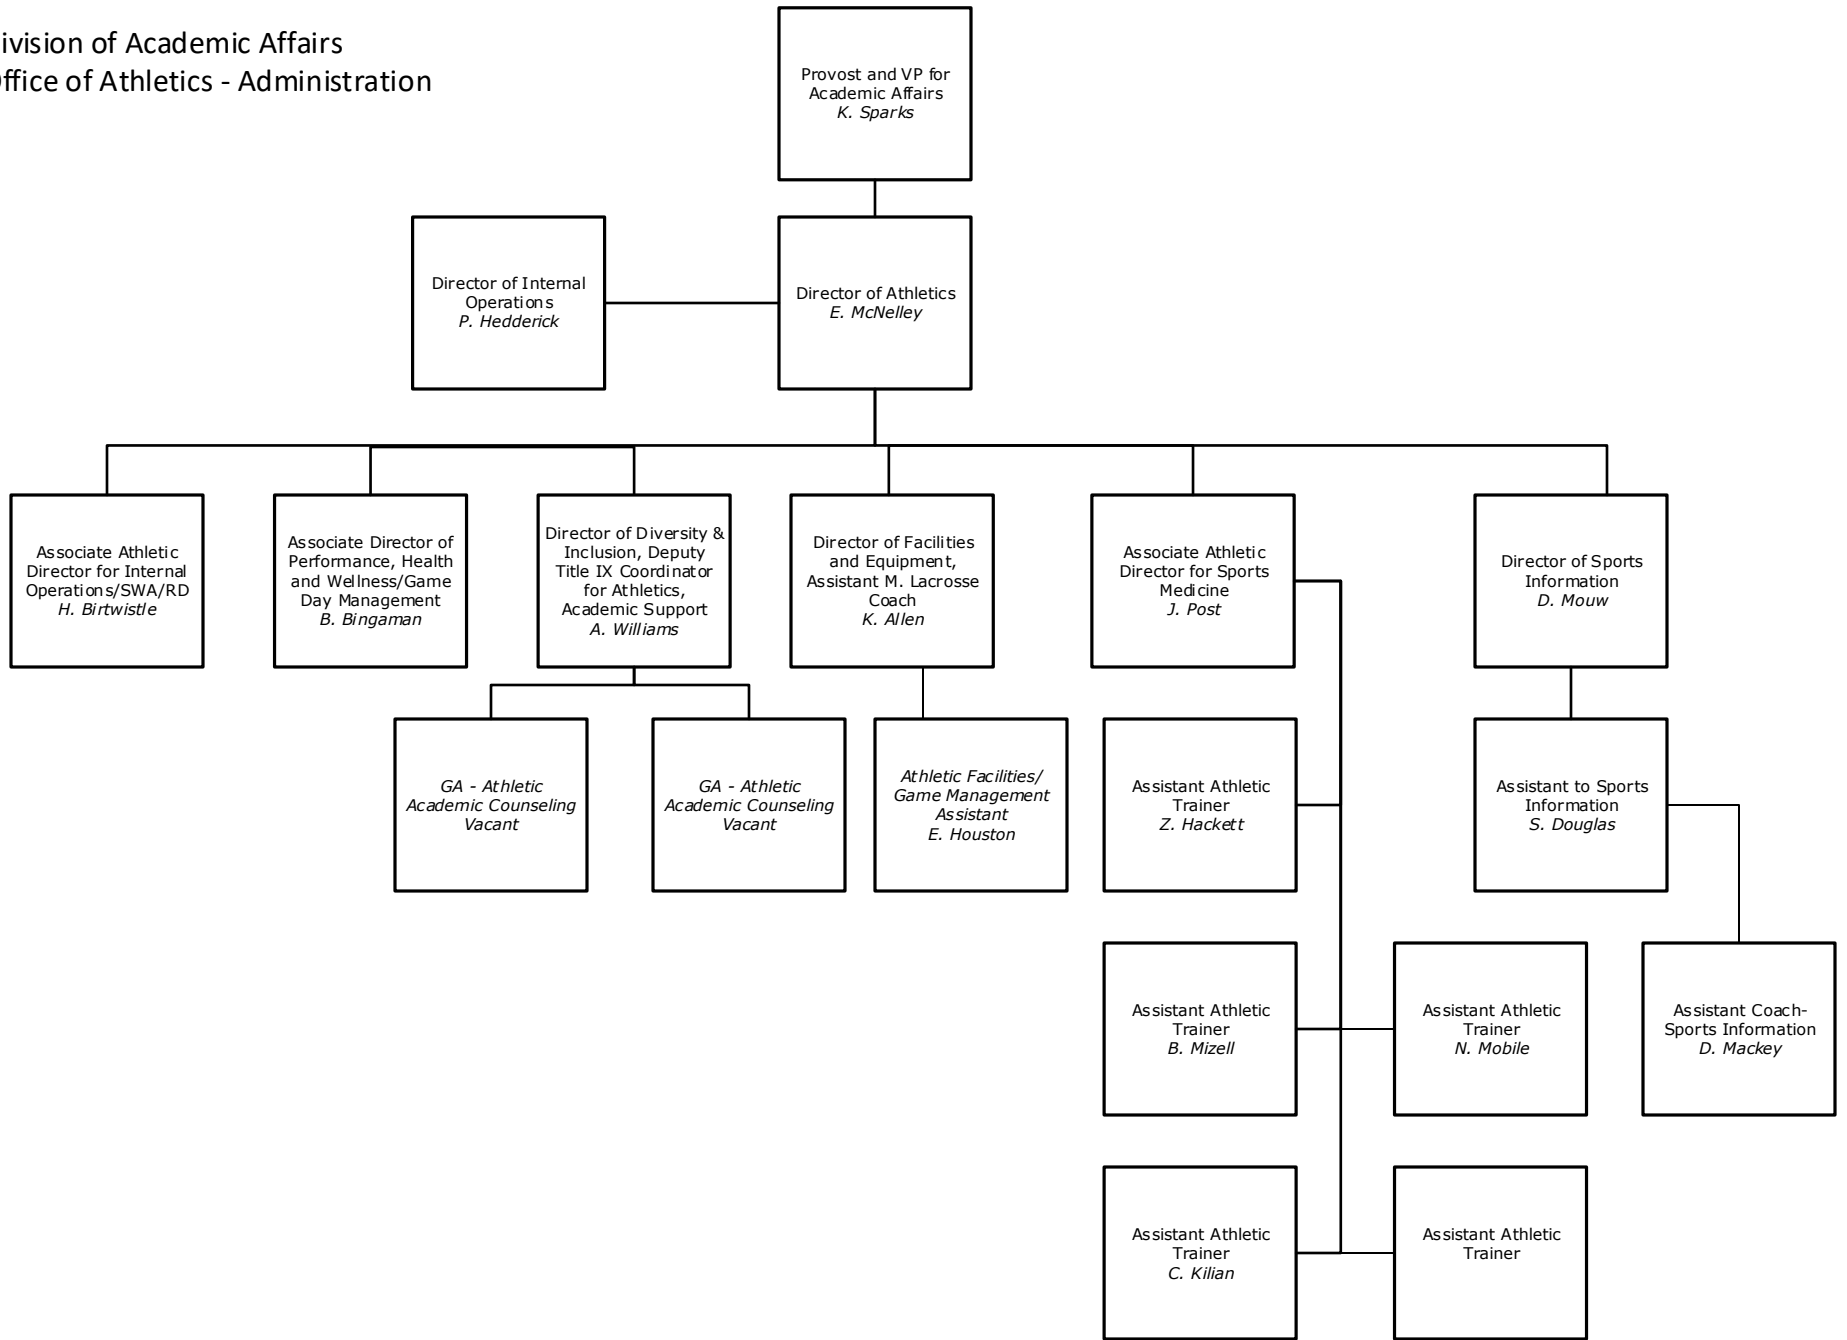 ivision of Academic Affairs
ffice of Athletics - Administration
Provost and VP for
Academic Affairs
K. Sparks
Director of Internal
Operations
P. Hedderick
Director of Athletics
E. McNelley
Associate Athletic
Director for Internal
Operations/SWA/RD
H. Birtwistle
Associate Director of
Performance, Health
and Wellness/Game
Day Management
B. Bingaman
Director of Diversity &
Inclusion, Deputy
Title IX Coordinator
for Athletics,
Academic Support
A. Williams
Director of Facilities
and Equipment,
Assistant M. Lacrosse
Coach
K. Allen
Associate Athletic
Director for Sports
Medicine
J. Post
Director of Sports
Information
D. Mouw
GA - Athletic
Academic Counseling
Vacant
GA - Athletic
Academic Counseling
Vacant
Athletic Facilities/
Game Management
Assistant
E. Houston
Assistant Athletic
Trainer
Z. Hackett
Assistant to Sports
Information
S. Douglas
Assistant Athletic
Trainer
B. Mizell
Assistant Athletic
Trainer
N. Mobile
Assistant Coach-
Sports Information
D. Mackey
Assistant Athletic
Trainer
C. Kilian
Assistant Athletic
Trainer